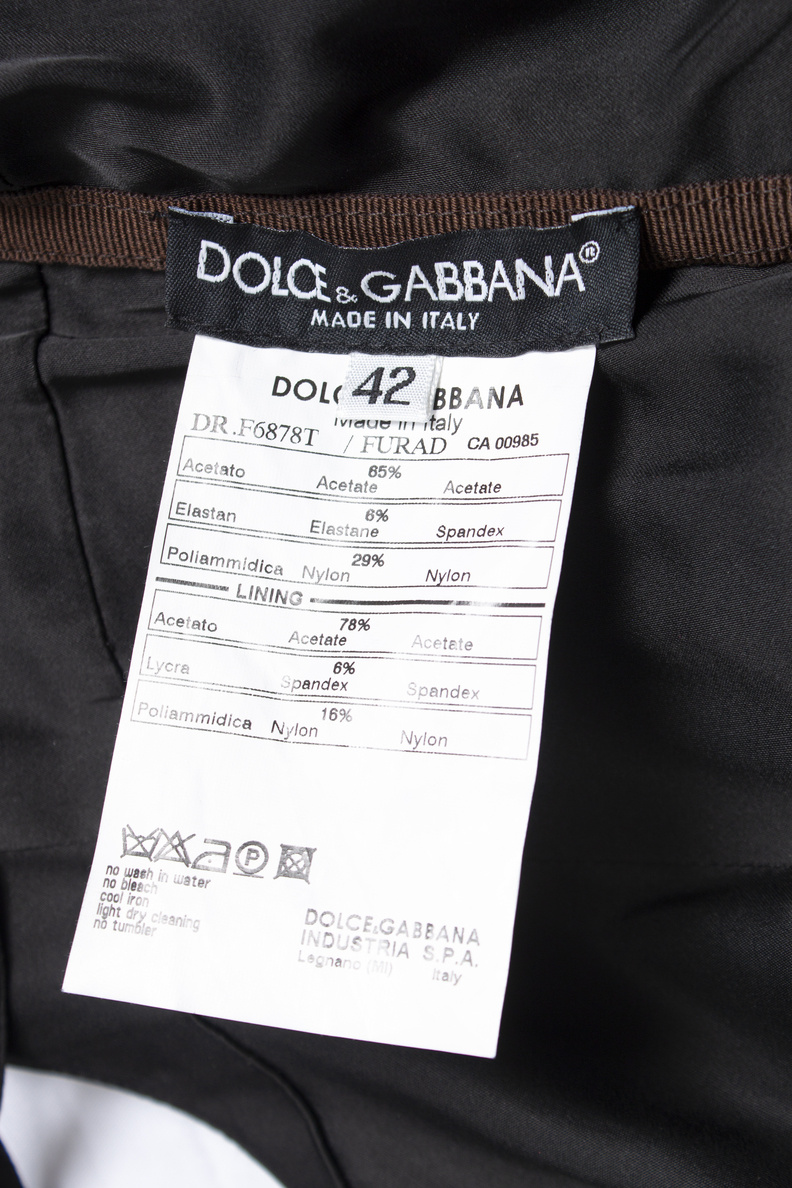 DOLCE & GABBANA®
MADE IN ITALY
42
DOLC BBANA
Made in Italy
DR.F6878T / FURAD CA 00985
Acetato 65% Acetate Acetate
Elastan 6% Elastane Spandex
Poliammidica 29% Nylon Nylon
LINING
Acetato 78% Acetate Acetate
Lycra 6% Spandex Spandex
Poliammidica 16% Nylon Nylon
P
no wash in water
no bleach
cool iron
light dry cleaning
no tumbler
DOLCE&GABBANA
INDUSTRIA S.P.A.
Legnano (MI) Italy